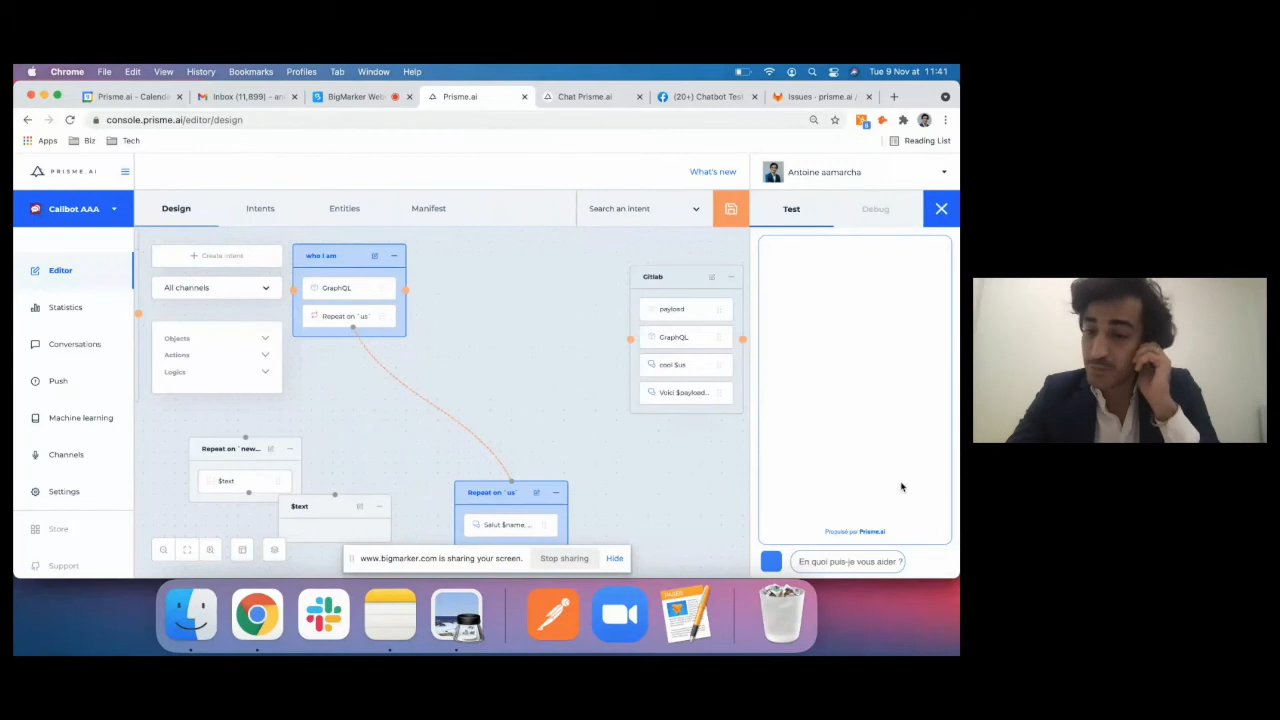 Chrome File Edit View History Bookmarks Profiles Tab Window Help Tue 9 Nov at 11:41
Prisme.ai - Calenda Inbox (11,899) - an BigMarker Web Prisme.ai Chat Prisme.ai (20+) Chatbot Test Issues · prisme.ai /
console.prisme.ai/editor/design
Apps Biz Tech Reading List
PRISME.AI What's new Antoine aamarcha
Calibot AAA Design Intents Entities Manifest Search an intent Test Debug
Create intent who I am
Editor Gitlab
All channels GraphQL
Statistics payload
Repeat on `us`
Objects GraphQL
Conversations
Actions
Logics cool $us
Push
Voici $payload...
Machine learning
Repeat on `new...
Channels
$text
Settings Repeat on `us`
$text
Store Salut $name,... Propulsé par Prisme.ai
www.bigmarker.com is sharing your screen. Stop sharing Hide
Support En quoi puis-je vous aider ?